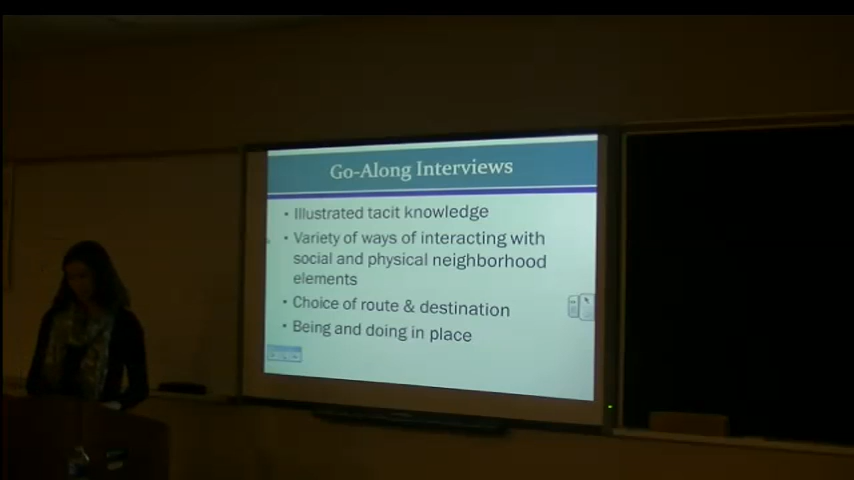 Go-Along Interviews
• Illustrated tacit knowledge
• Variety of ways of interacting with
social and physical neighborhood
elements
• Choice of route & destination
• Being and doing in place